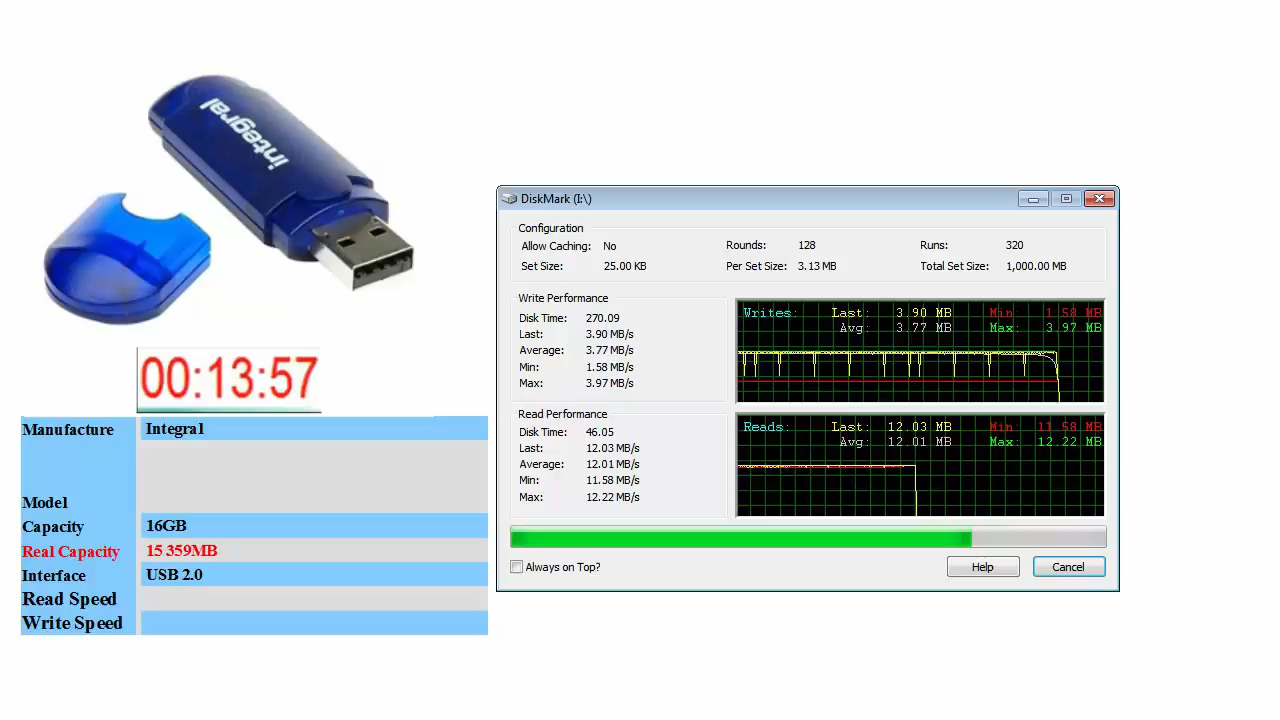 integral
00:13:57
Manufacture Integral
Model
Capacity 16GB
Real Capacity 15 359MB
Interface USB 2.0
Read Speed
Write Speed
DiskMark (I:\)
Configuration
Allow Caching: No Rounds: 128 Runs: 320
Set Size: 25.00 KB Per Set Size: 3.13 MB Total Set Size: 1,000.00 MB
Write Performance
Disk Time: 270.09
Last: 3.90 MB/s
Average: 3.77 MB/s
Min: 1.58 MB/s
Max: 3.97 MB/s
Writes: Last: 3.90 MB Min: 1.58 MB
Avg: 3.77 MB Max: 3.97 MB
Read Performance
Disk Time: 46.05
Last: 12.03 MB/s
Average: 12.01 MB/s
Min: 11.58 MB/s
Max: 12.22 MB/s
Reads: Last: 12.03 MB Min: 11.58 MB
Avg: 12.01 MB Max: 12.22 MB
Always on Top?
Help
Cancel